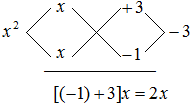 x +3
x² -3
x -1
[(-1)+3]x=2x